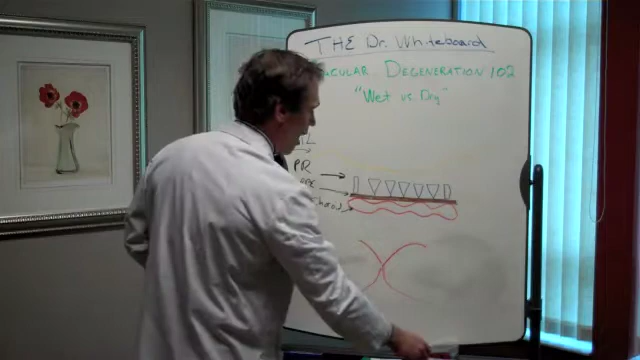 THE Dr. Whiteboard
acular Degeneration 102
"Wet vs Dry"
PR
RPE
Choroid